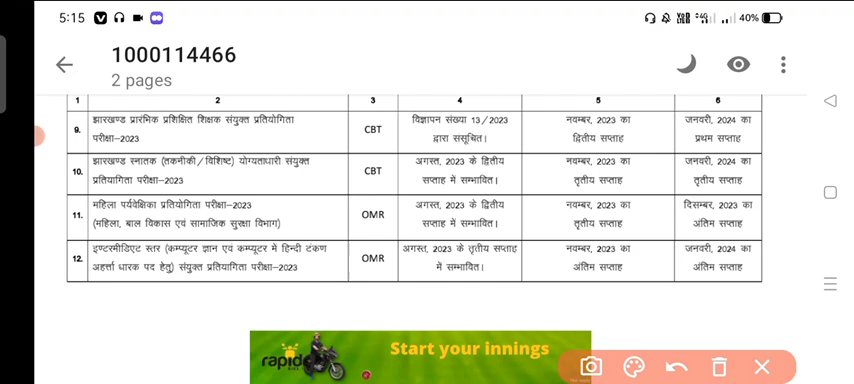 5:15
VoD LTE 4G 40%
1000114466
2 pages
1 2 3 4 5 6
9. झारखण्ड प्रारंभिक प्रशिक्षित शिक्षक संयुक्त प्रतियोगिता CBT विज्ञापन संख्या 13/2023 नवम्बर, 2023 का जनवरी, 2024 का
परीक्षा–2023 द्वारा ससूचित। द्वितीय सप्ताह प्रथम सप्ताह
10. झारखण्ड स्नातक (तकनीकी/विशिष्ट) योग्यताधारी संयुक्त CBT अगस्त, 2023 के द्वितीय नवम्बर, 2023 का जनवरी, 2024 का
प्रतियागिता परीक्षा–2023 सप्ताह में सम्भावित। तृतीय सप्ताह तृतीय सप्ताह
11. महिला पर्यवेक्षिका प्रतियोगिता परीक्षा–2023 OMR अगस्त, 2023 के द्वितीय नवम्बर, 2023 का दिसम्बर, 2023 का
(महिला, बाल विकास एवं सामाजिक सुरक्षा विभाग) सप्ताह में सम्भावित। तृतीय सप्ताह अंतिम सप्ताह
12. इण्टरमीडिएट स्तर (कम्प्यूटर ज्ञान एवं कम्प्यूटर में हिन्दी टंकण OMR अगस्त, 2023 के तृतीय सप्ताह नवम्बर, 2023 का जनवरी, 2024 का
अहर्त्ता धारक पद हेतु) संयुक्त प्रतियागिता परीक्षा–2023 में सम्भावित। अंतिम सप्ताह अंतिम सप्ताह
rapido
Start your innings